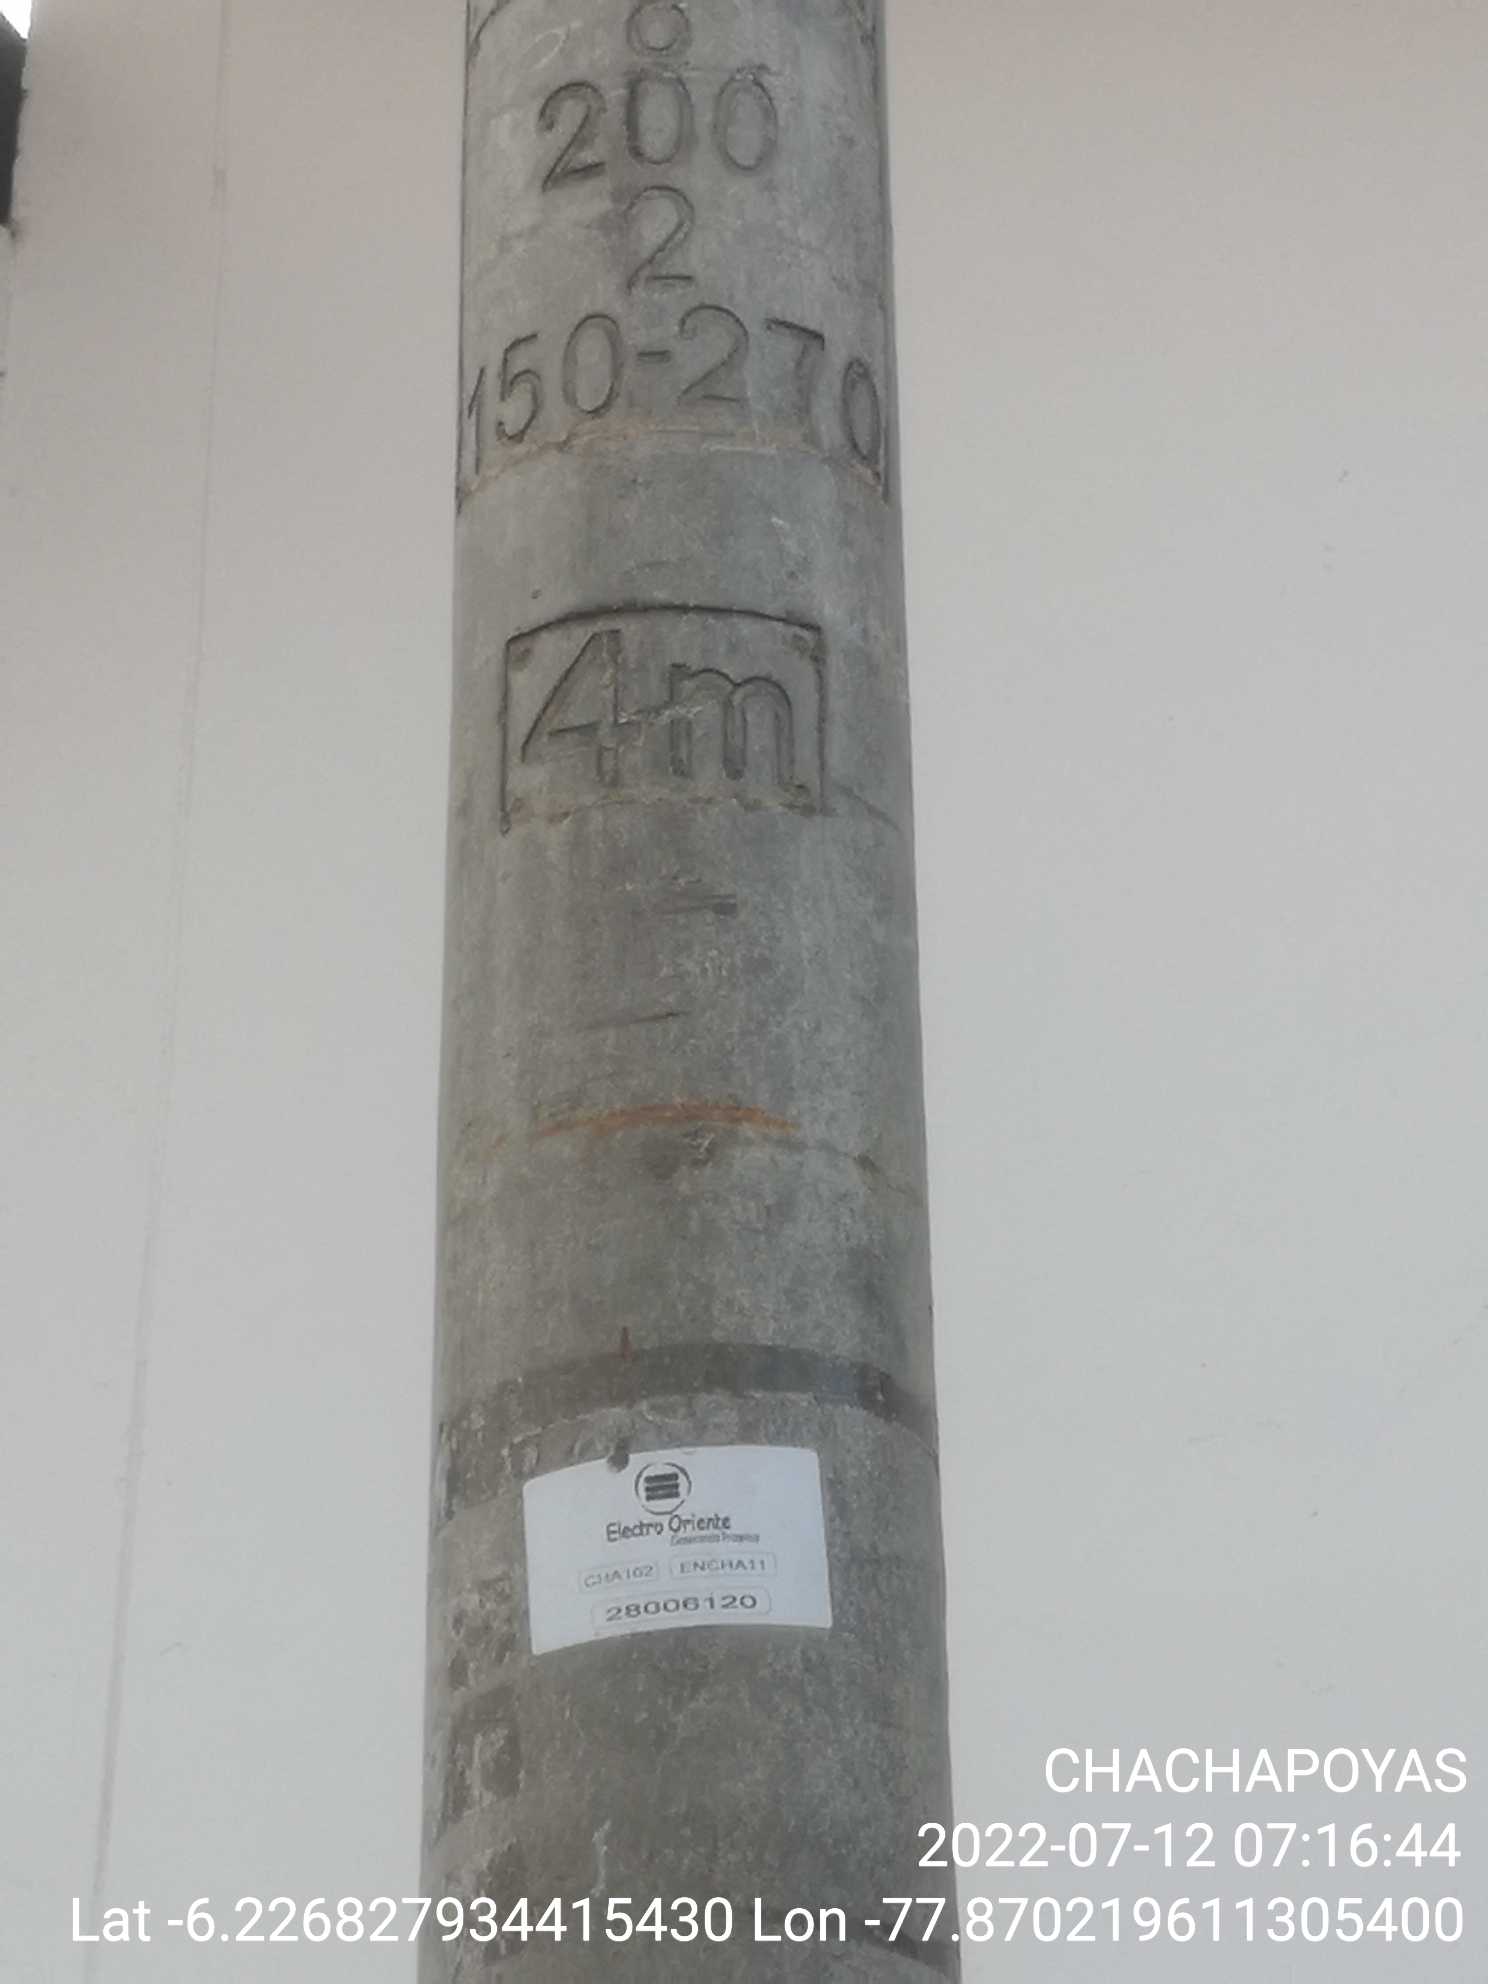 8
200
2
150-270
4m
Electro Oriente
CHA102 ENCHA11
28006120
CHACHAPOYAS
2022-07-12 07:16:44
Lat -6.226827934415430 Lon -77.870219611305400